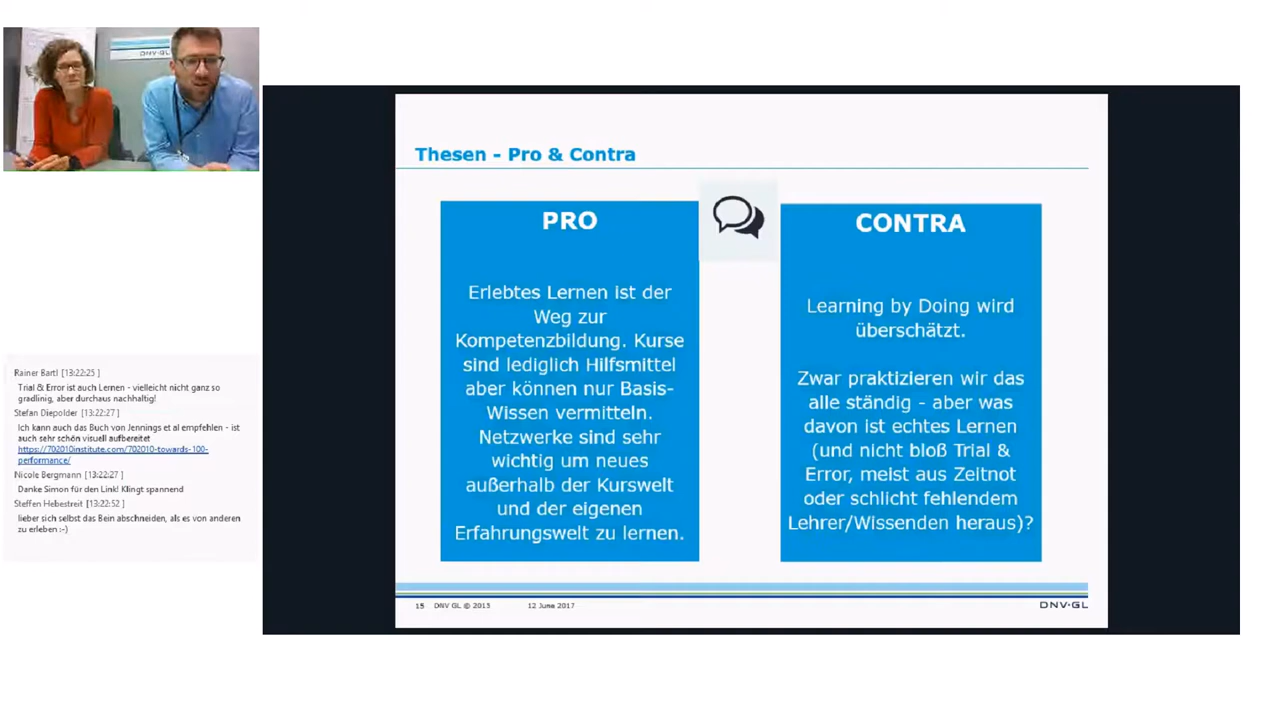 DNV·GL
Thesen - Pro & Contra
PRO
Erlebtes Lernen ist der
Weg zur
Kompetenzbildung. Kurse
sind lediglich Hilfsmittel
aber können nur Basis-
Wissen vermitteln.
Netzwerke sind sehr
wichtig um neues
außerhalb der Kurswelt
und der eigenen
Erfahrungswelt zu lernen.
CONTRA
Learning by Doing wird
überschätzt.
Zwar praktizieren wir das
alle ständig - aber was
davon ist echtes Lernen
(und nicht bloß Trial &
Error, meist aus Zeitnot
oder schlicht fehlendem
Lehrer/Wissenden heraus)?
15 DNV GL © 2013 12 June 2017
DNV·GL
Rainer Bartl [13:22:25 ]
Trial & Error ist auch Lernen - vielleicht nicht ganz so
gradlinig, aber durchaus nachhaltig!
Stefan Diepolder [13:22:27 ]
Ich kann auch das Buch von Jennings et al empfehlen - ist
auch sehr schön visuell aufbereitet
https://702010institute.com/702010-towards-100-
performance/
Nicole Bergmann [13:22:27 ]
Danke Simon für den Link! Klingt spannend
Steffen Hebestreit [13:22:52 ]
lieber sich selbst das Bein abschneiden, als es von anderen
zu erleben :-)